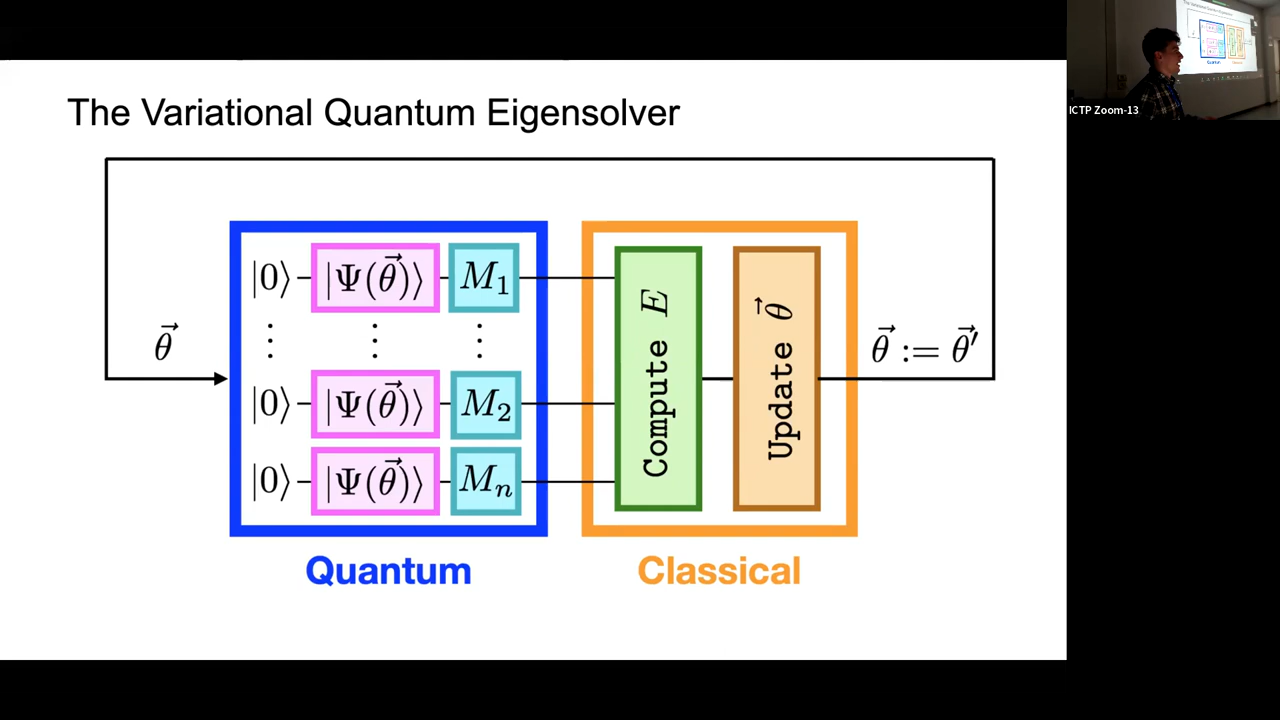 The Variational Quantum Eigensolver
ICTP Zoom-13
|0⟩ |Ψ(θ⃗)⟩ M₁
⋮ ⋮ ⋮
|0⟩ |Ψ(θ⃗)⟩ M₂
|0⟩ |Ψ(θ⃗)⟩ Mₙ
θ⃗
Compute E
Update θ⃗
θ⃗ := θ⃗′
Quantum
Classical